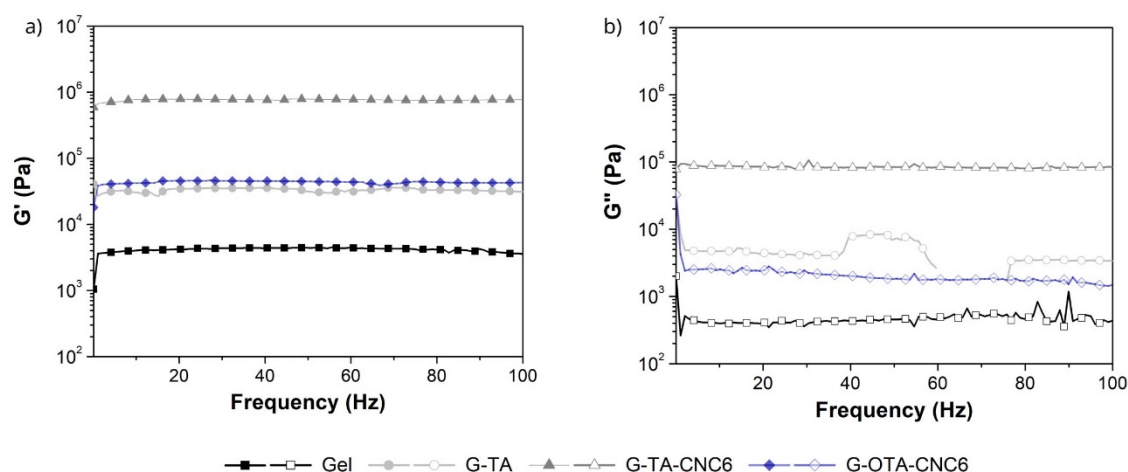 a)
10^7
10^6
10^5
10^4
10^3
10^2
G' (Pa)
20 40 60 80 100
Frequency (Hz)
b)
10^7
10^6
10^5
10^4
10^3
10^2
G'' (Pa)
20 40 60 80 100
Frequency (Hz)
Gel G-TA G-TA-CNC6 G-OTA-CNC6